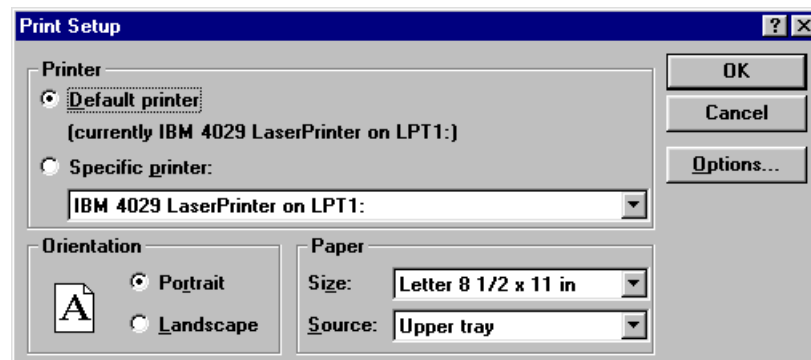 Print Setup
Printer
Default printer
(currently IBM 4029 LaserPrinter on LPT1:)
Specific printer:
IBM 4029 LaserPrinter on LPT1:
OK
Cancel
Options...
Orientation
A
Portrait
Landscape
Paper
Size: Letter 8 1/2 x 11 in
Source: Upper tray